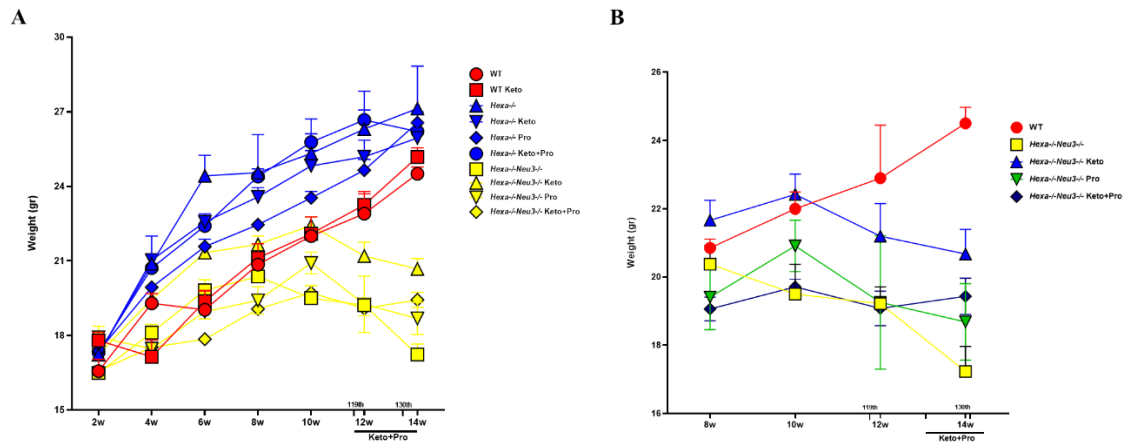 A
Weight (gr)
30
27
24
21
18
15
2w 4w 6w 8w 10w 12w 14w
119th 130th
Keto+Pro
WT
WT Keto
Hexa-/-
Hexa-/- Keto
Hexa-/- Pro
Hexa-/- Keto+Pro
Hexa-/-Neu3-/-
Hexa-/-Neu3-/- Keto
Hexa-/-Neu3-/- Pro
Hexa-/-Neu3-/- Keto+Pro
B
Weight (gr)
26
24
22
20
18
16
8w 10w 12w 14w
119th 130th
Keto+Pro
WT
Hexa-/-Neu3-/-
Hexa-/-Neu3-/- Keto
Hexa-/-Neu3-/- Pro
Hexa-/-Neu3-/- Keto+Pro